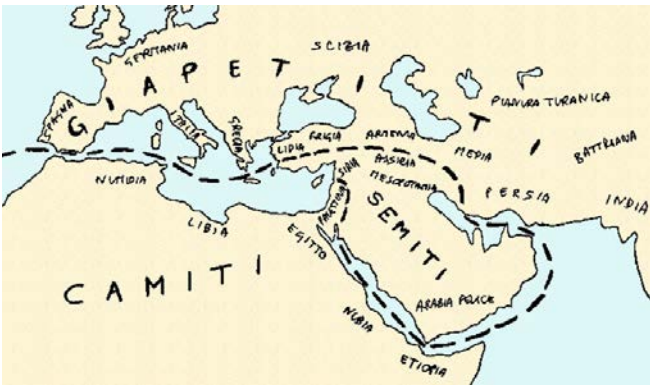 SCIZIA
GERMANIA
GIAPETITI
PIANURA TURANICA
SPAGNA
ITALIA
GRECIA
LIDIA
FRIGIA
ARMENIA
MEDIA
BATTRIANA
ASSIRIA
NUMIDIA
SIRIA
MESOPOTAMIA
PERSIA
INDIA
PALESTINA
LIBIA
EGITTO
SEMITI
CAMITI
ARABIA FELICE
NUBIA
ETIOPIA